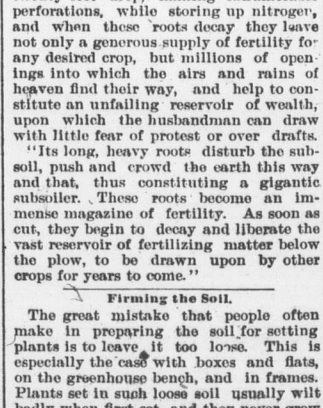 perforations, while storing up nitroger,
and when these roots decay they leave
not only a generous supply of fertility for
any desired crop, but millions of open-
ings into which the airs and rains of
heaven find their way, and help to con-
stitute an unfailing reservoir of wealth,
upon which the husbandman can draw
with little fear of protest or over drafts.
"Its long, heavy roots disturb the sub-
soil, push and crowd the earth this way
and that, thus constituting a gigantic
subsoiler. These roots become an im-
mense magazine of fertility. As soon as
cut, they begin to decay and liberate the
vast reservoir of fertilizing matter below
the plow, to be drawn upon by other
crops for years to come."
Firming the Soil.
The great mistake that people often
make in preparing the soil for setting
plants is to leave it too loose. This is
especially the case with boxes and flats,
on the greenhouse bench, and in frames.
Plants set in such loose soil usually wilt
badly when first set, and they never